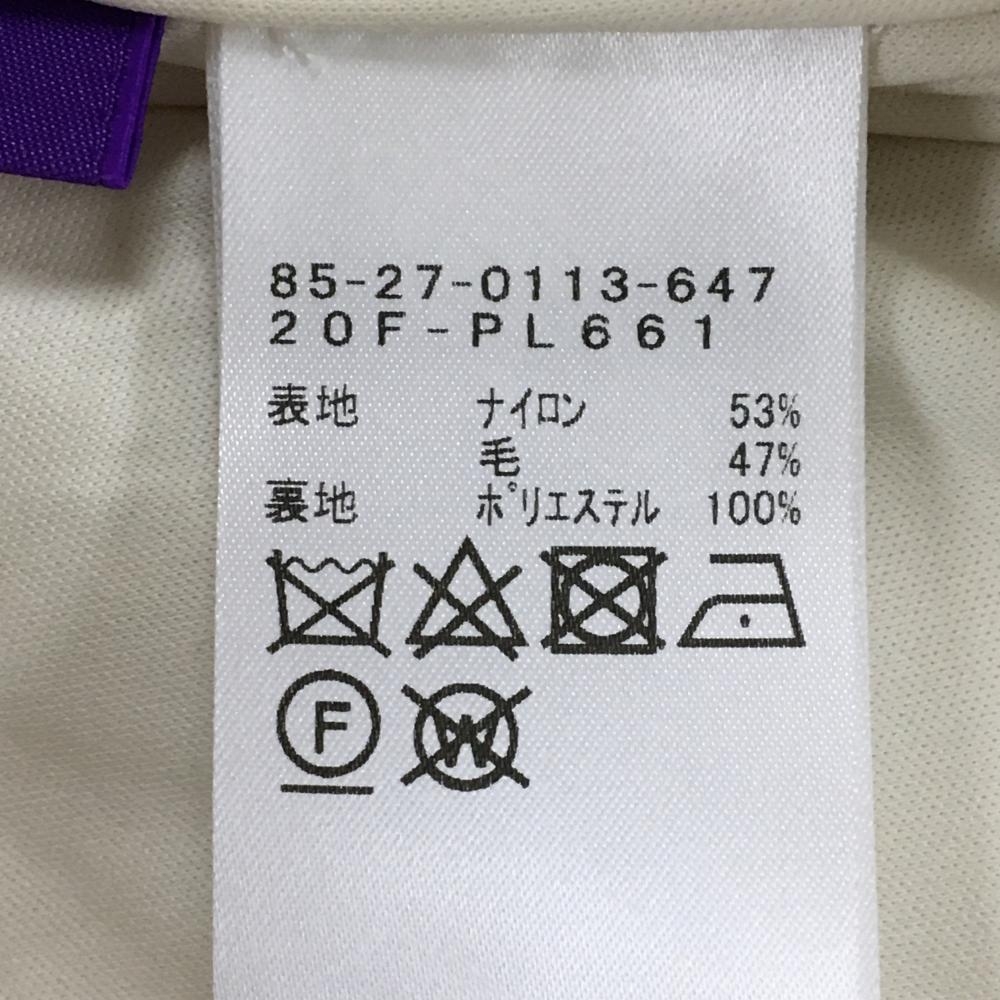 85-27-0113-647
20F-PL661
表地 ナイロン 53%
毛 47%
裏地 ポリエステル 100%
F W